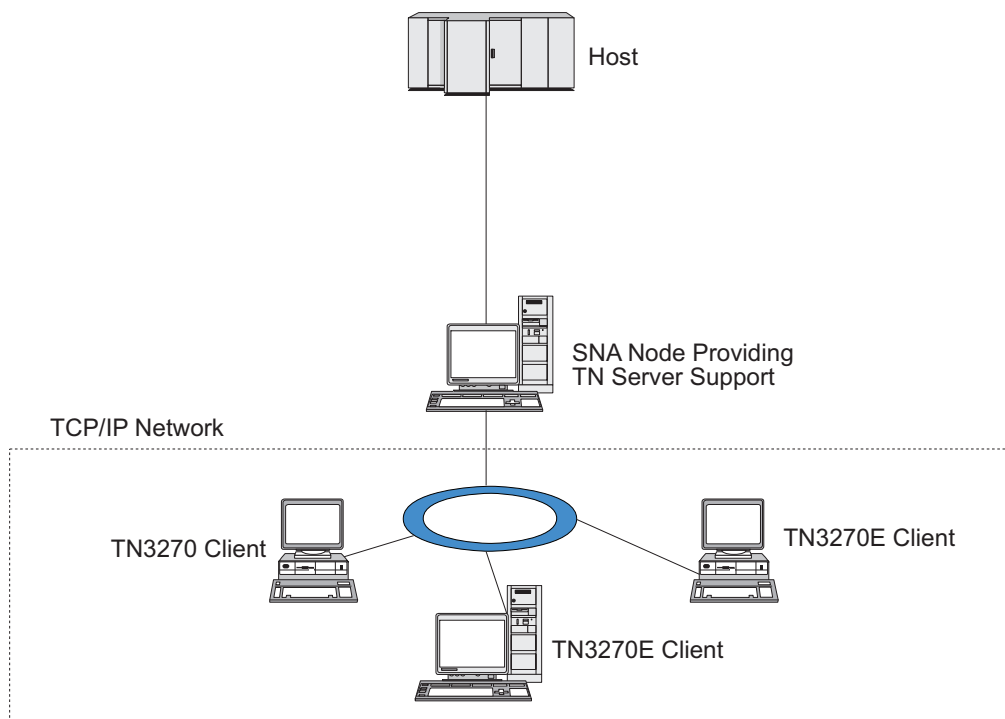 Host
SNA Node Providing
TN Server Support
TCP/IP Network
TN3270 Client
TN3270E Client
TN3270E Client